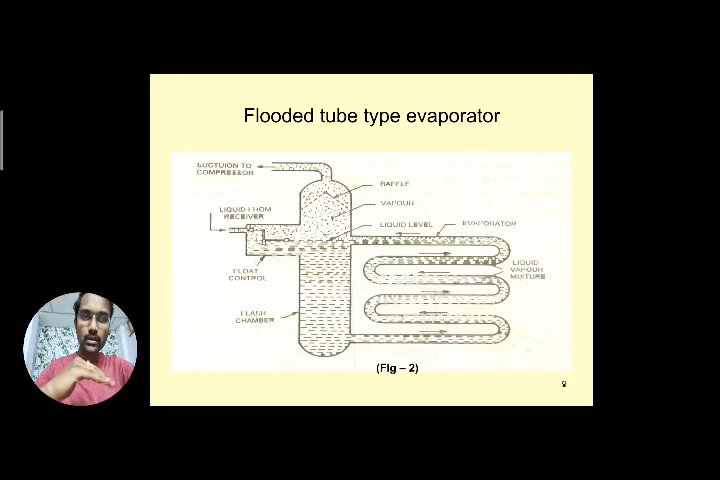 Flooded tube type evaporator
SUCTUION TO
COMPRESSOR
BAFFLE
VAPOUR
LIQUID FROM
RECEIVER
LIQUID LEVEL
EVAPORATOR
LIQUID
VAPOUR
MIXTURE
FLOAT
CONTROL
FLASH
CHAMBER
(Fig – 2)
9